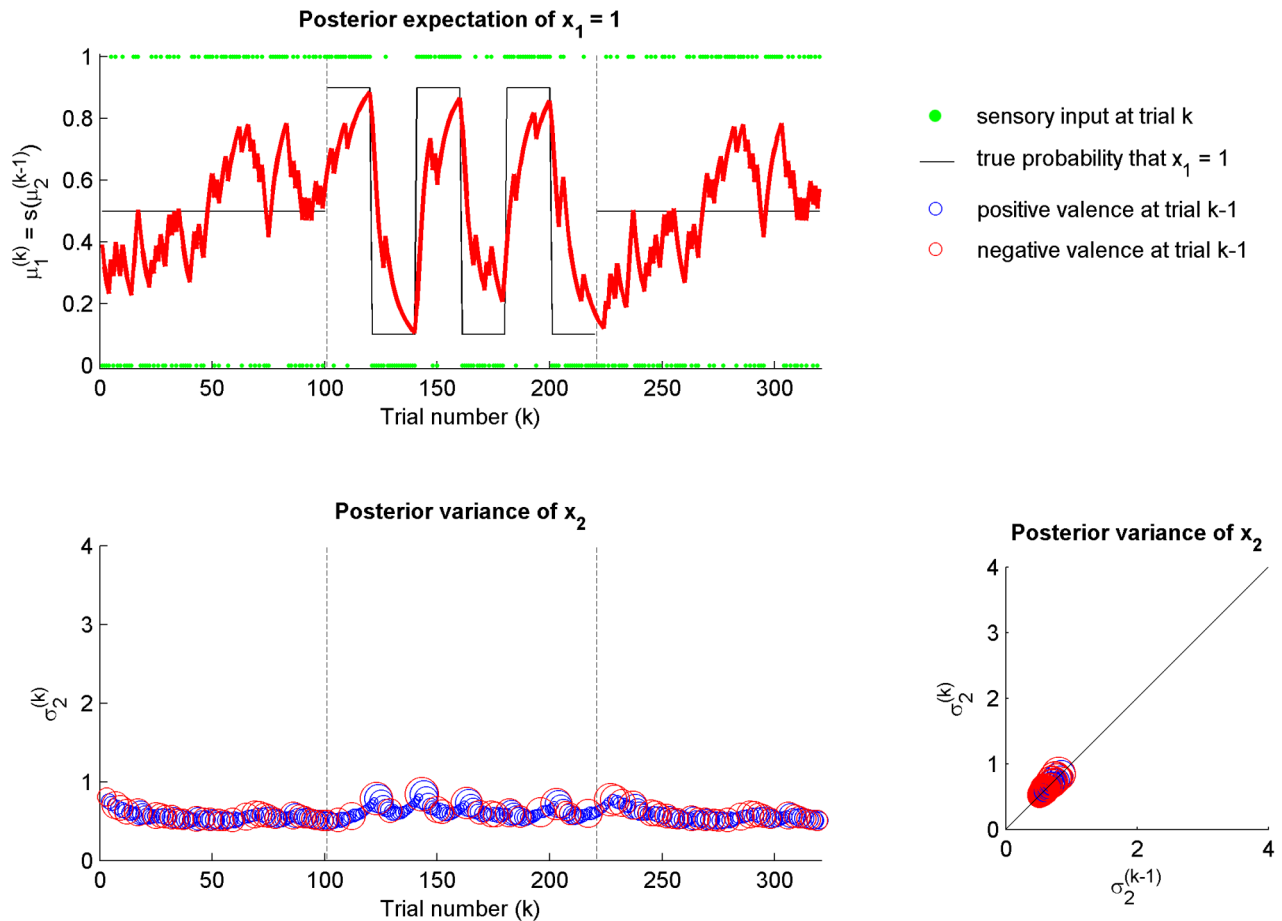 Posterior expectation of x₁ = 1
μ₁⁽ᵏ⁾ = s(μ₂⁽ᵏ⁻¹⁾)
1
0.8
0.6
0.4
0.2
0
0 50 100 150 200 250 300
Trial number (k)
sensory input at trial k
true probability that x₁ = 1
positive valence at trial k-1
negative valence at trial k-1
Posterior variance of x₂
σ₂⁽ᵏ⁾
4
3
2
1
0
0 50 100 150 200 250 300
Trial number (k)
Posterior variance of x₂
σ₂⁽ᵏ⁾
4
3
2
1
0
0 2 4
σ₂⁽ᵏ⁻¹⁾